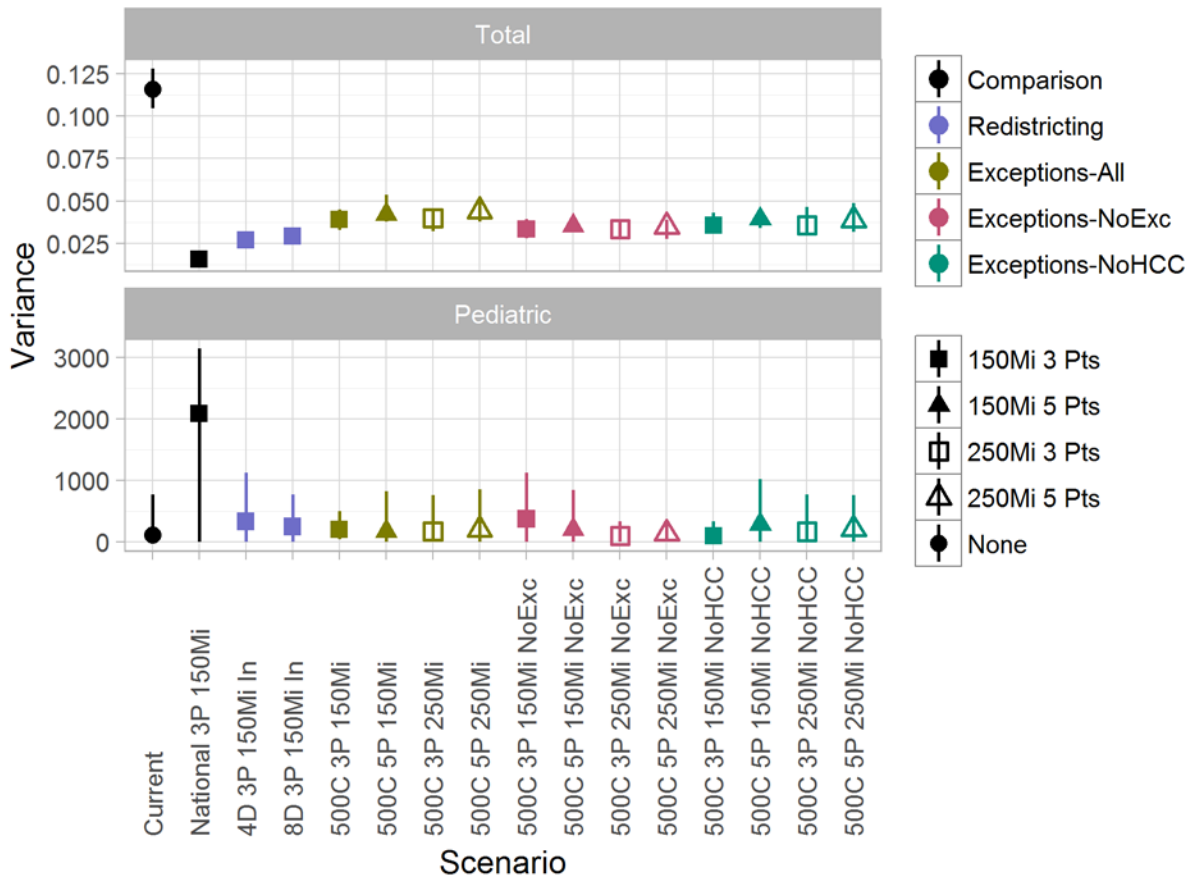 Total
Variance
0.125
0.100
0.075
0.050
0.025
Pediatric
3000
2000
1000
0
Current
National 3P 150Mi
4D 3P 150Mi In
8D 3P 150Mi In
500C 3P 150Mi
500C 5P 150Mi
500C 3P 250Mi
500C 5P 250Mi
500C 3P 150Mi NoExc
500C 5P 150Mi NoExc
500C 3P 250Mi NoExc
500C 5P 250Mi NoExc
500C 3P 150Mi NoHCC
500C 5P 150Mi NoHCC
500C 3P 250Mi NoHCC
500C 5P 250Mi NoHCC
Scenario
Comparison
Redistricting
Exceptions-All
Exceptions-NoExc
Exceptions-NoHCC
150Mi 3 Pts
150Mi 5 Pts
250Mi 3 Pts
250Mi 5 Pts
None